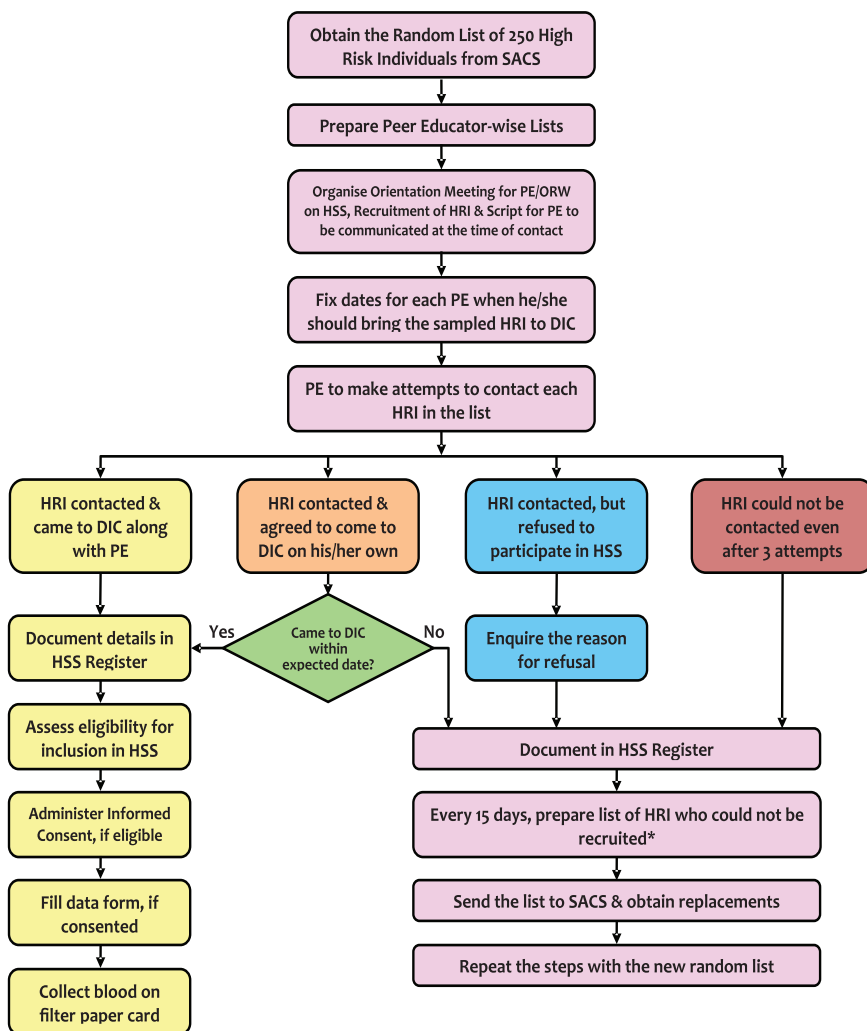 Obtain the Random List of 250 High
Risk Individuals from SACS
Prepare Peer Educator-wise Lists
Organise Orientation Meeting for PE/ORW
on HSS, Recruitment of HRI & Script for PE to
be communicated at the time of contact
Fix dates for each PE when he/she
should bring the sampled HRI to DIC
PE to make attempts to contact each
HRI in the list
HRI contacted &
came to DIC along
with PE
HRI contacted &
agreed to come to
DIC on his/her own
HRI contacted, but
refused to
participate in HSS
HRI could not be
contacted even
after 3 attempts
Document details in
HSS Register
Yes
Came to DIC
within
expected date?
No
Enquire the reason
for refusal
Assess eligibility for
inclusion in HSS
Administer Informed
Consent, if eligible
Fill data form, if
consented
Collect blood on
filter paper card
Document in HSS Register
Every 15 days, prepare list of HRI who could not be
recruited*
Send the list to SACS & obtain replacements
Repeat the steps with the new random list